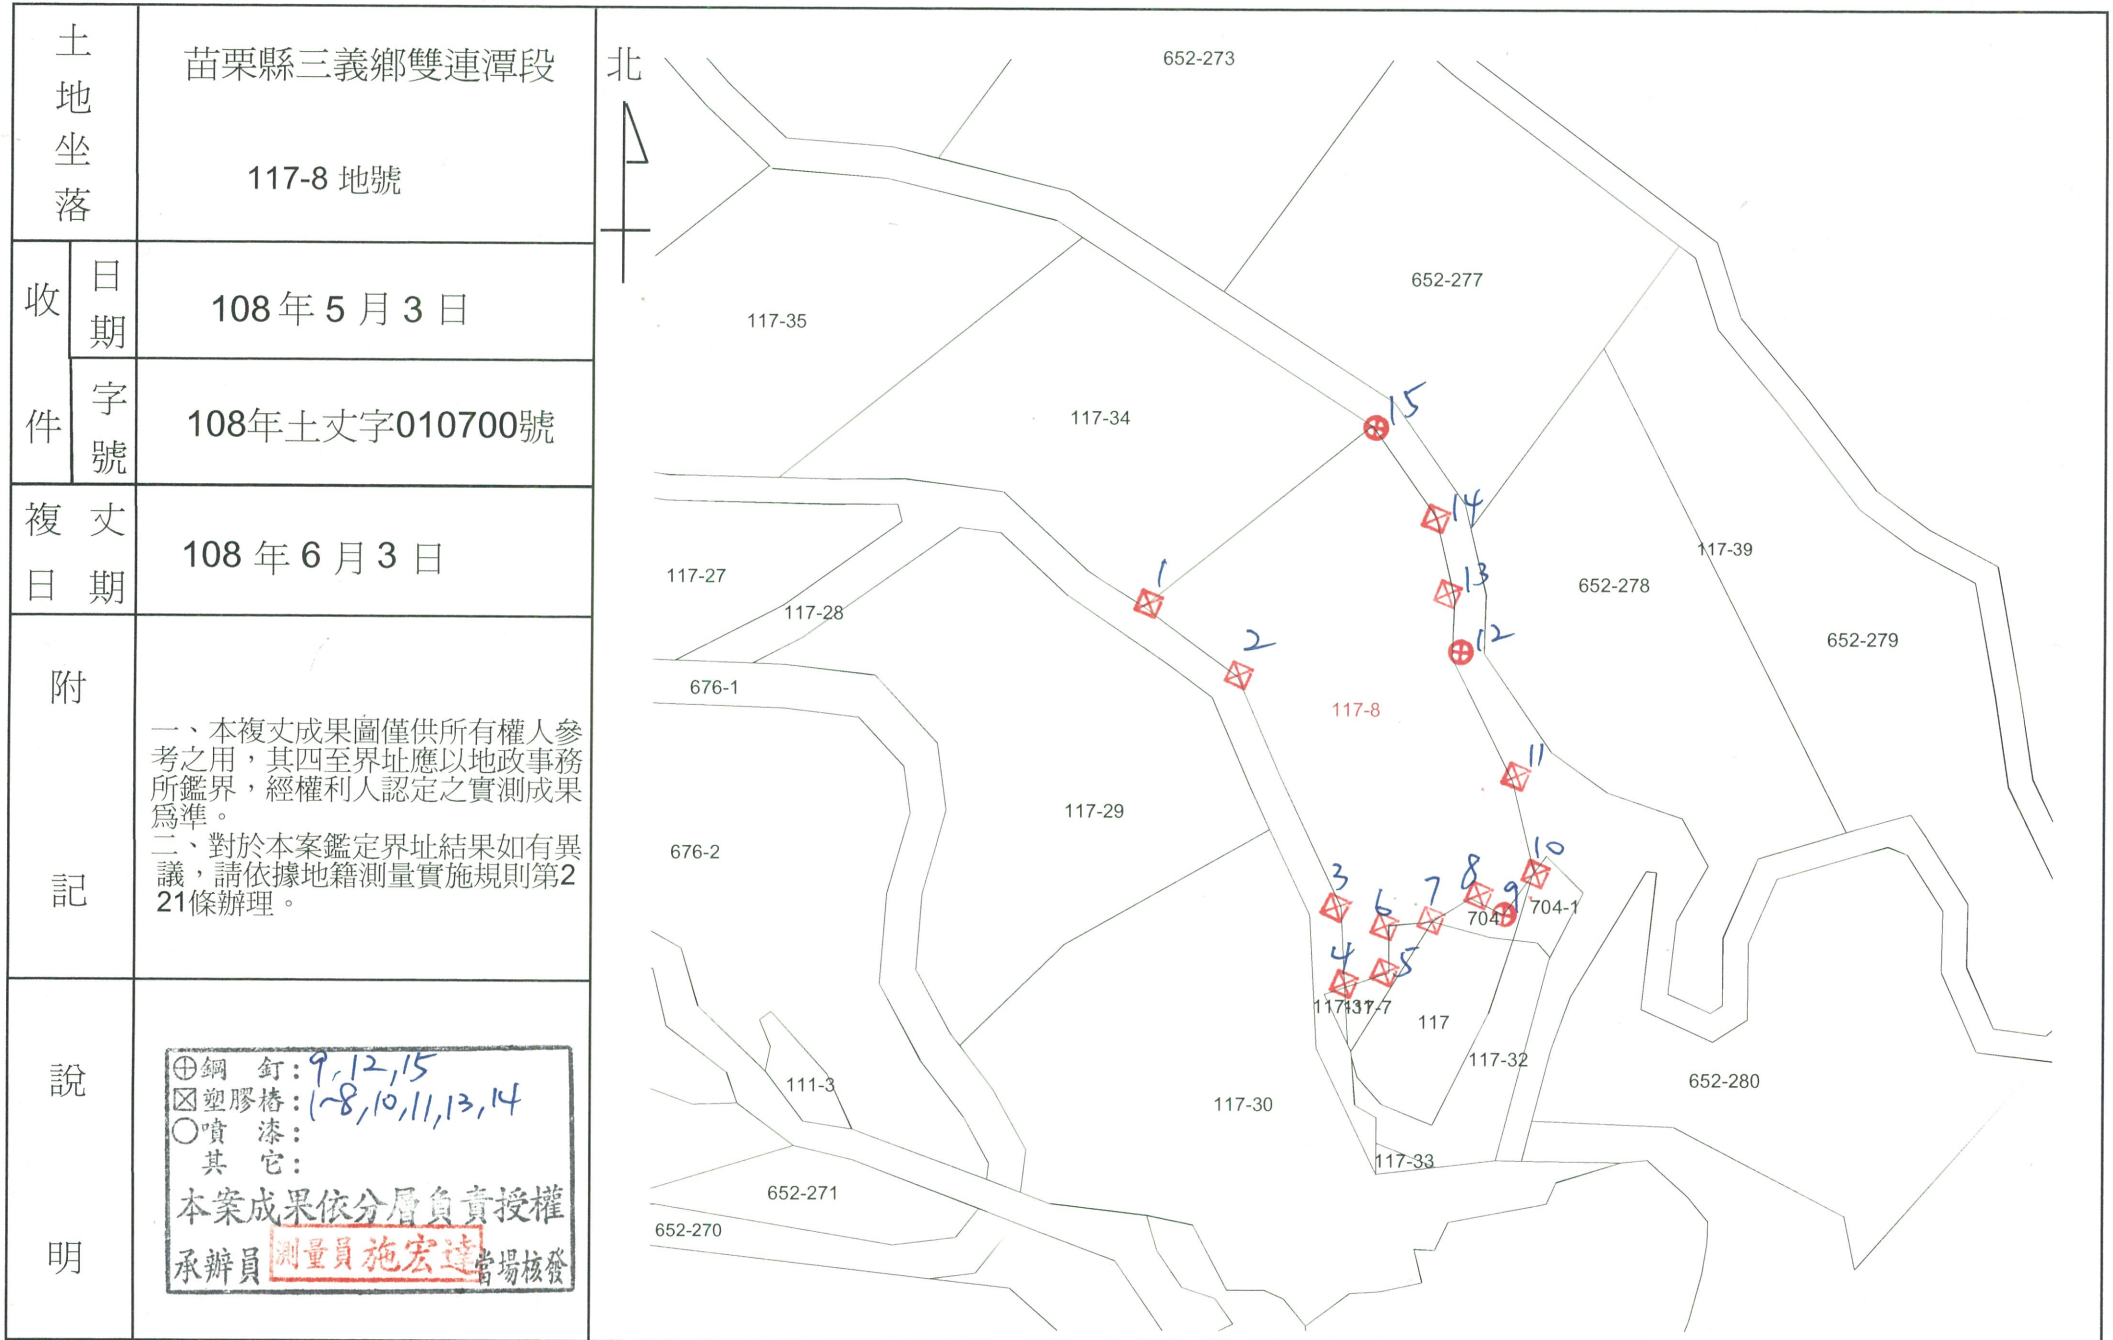 土地坐落
苗栗縣三義鄉雙連潭段
117-8 地號
收件
日期
108 年 5 月 3 日
字號
108年土丈字010700號
複丈
日期
108 年 6 月 3 日
附記
一、本複丈成果圖僅供所有權人參
考之用，其四至界址應以地政事務
所鑑界，經權利人認定之實測成果
為準。
二、對於本案鑑定界址結果如有異
議，請依據地籍測量實施規則第2
21條辦理。
說明
⊕鋼 釘：9,12,15
☒塑膠樁：1~8,10,11,13,14
○噴 漆：
其 它：
本案成果依分層負責授權
承辦員 測量員施宏達 當場核發
北
652-273
652-277
117-35
15
117-34
14
117-39
13
652-278
117-27
1
117-28
12
652-279
2
676-1
117-8
11
117-29
676-2
10
3
8
9
6
7
704
704-1
4
5
117-31
117-7
117
117-32
652-280
111-3
117-30
117-33
652-271
652-270